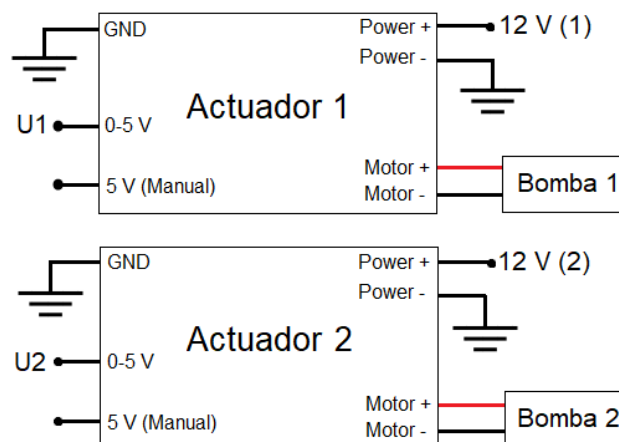 GND
Power +
12 V (1)
Power -
Actuador 1
U1
0-5 V
5 V (Manual)
Motor +
Motor -
Bomba 1
GND
Power +
12 V (2)
Power -
Actuador 2
U2
0-5 V
5 V (Manual)
Motor +
Motor -
Bomba 2